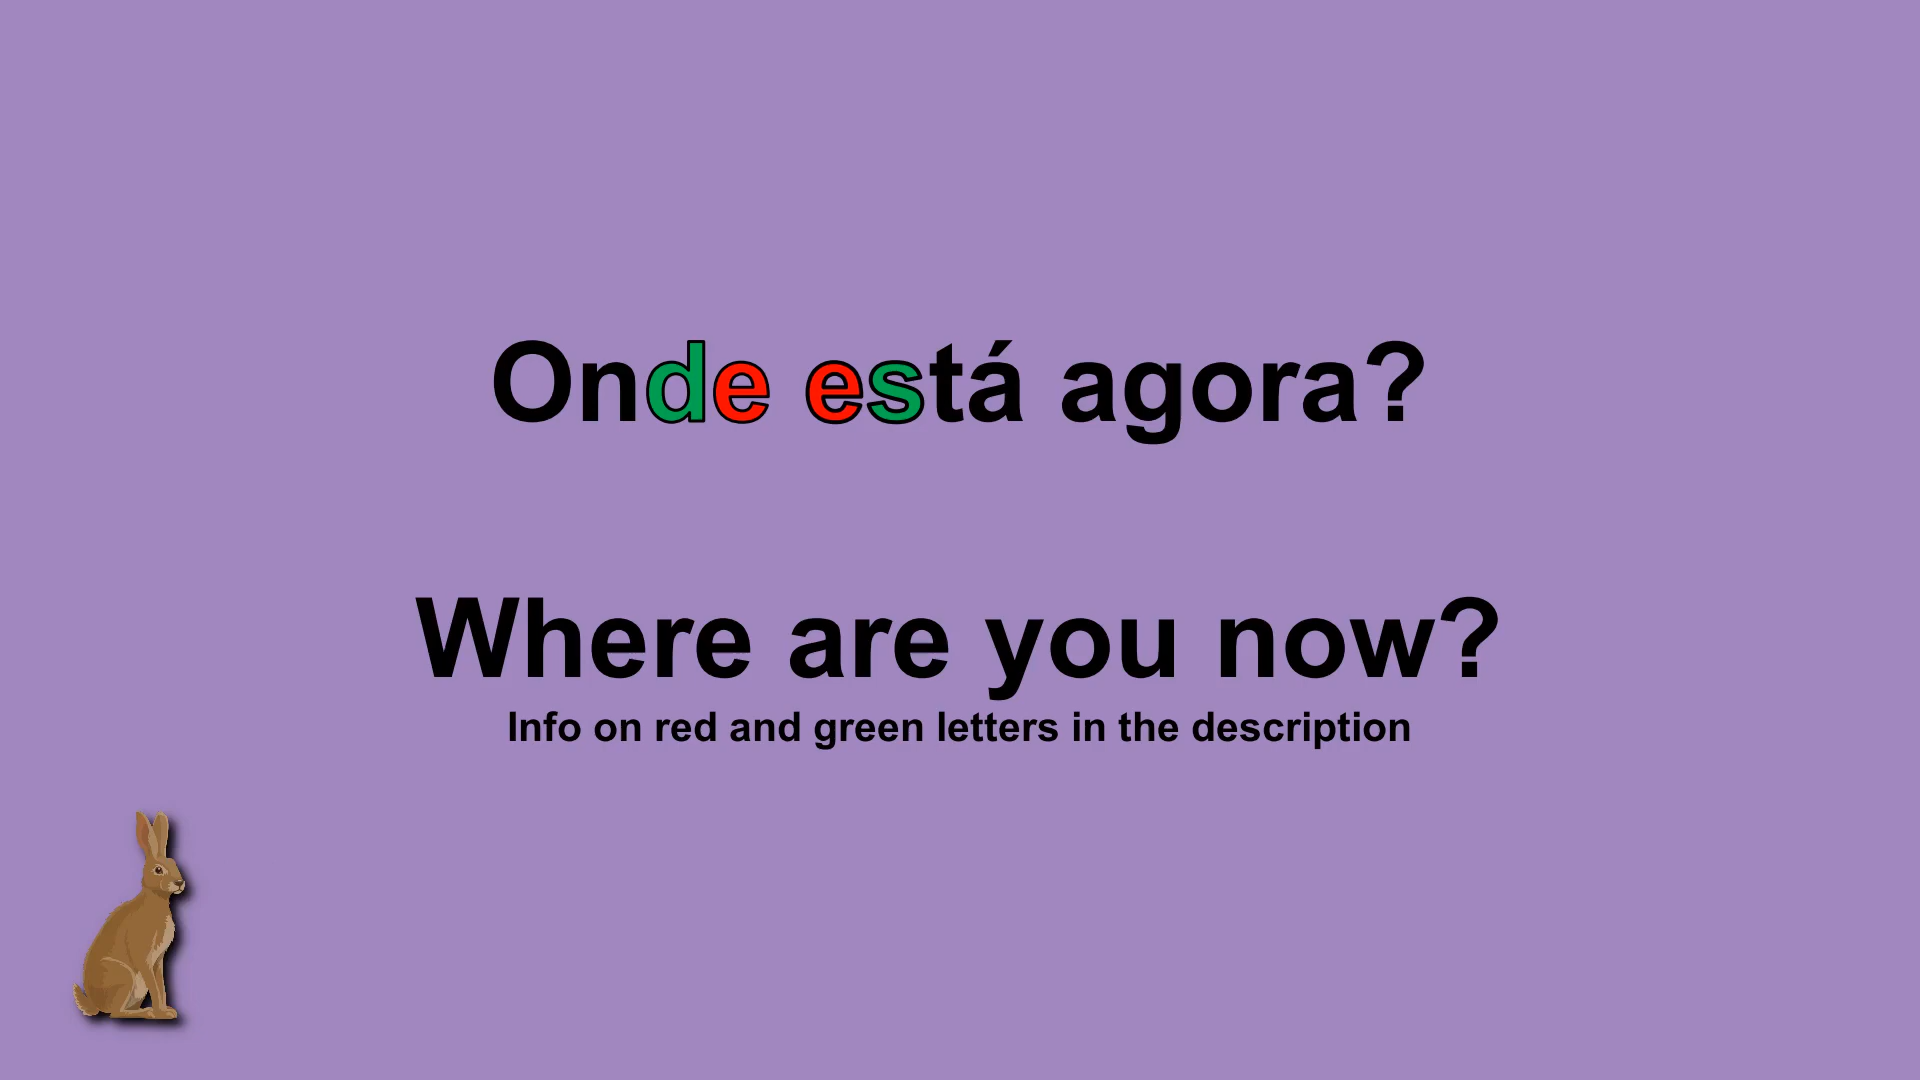 Onde está agora?
Where are you now?
Info on red and green letters in the description